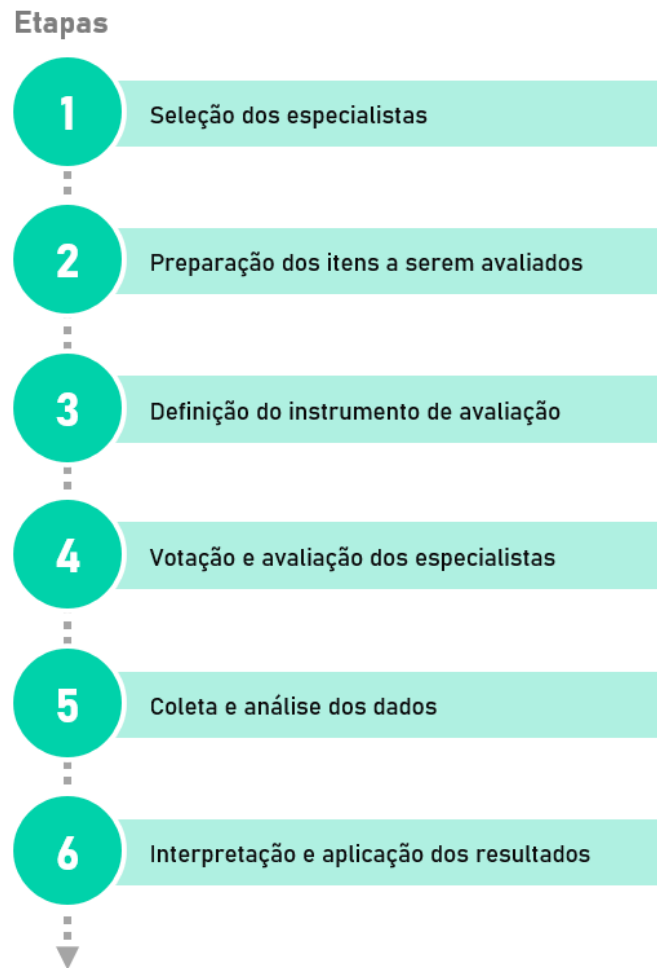 Etapas
1
Seleção dos especialistas
2
Preparação dos itens a serem avaliados
3
Definição do instrumento de avaliação
4
Votação e avaliação dos especialistas
5
Coleta e análise dos dados
6
Interpretação e aplicação dos resultados